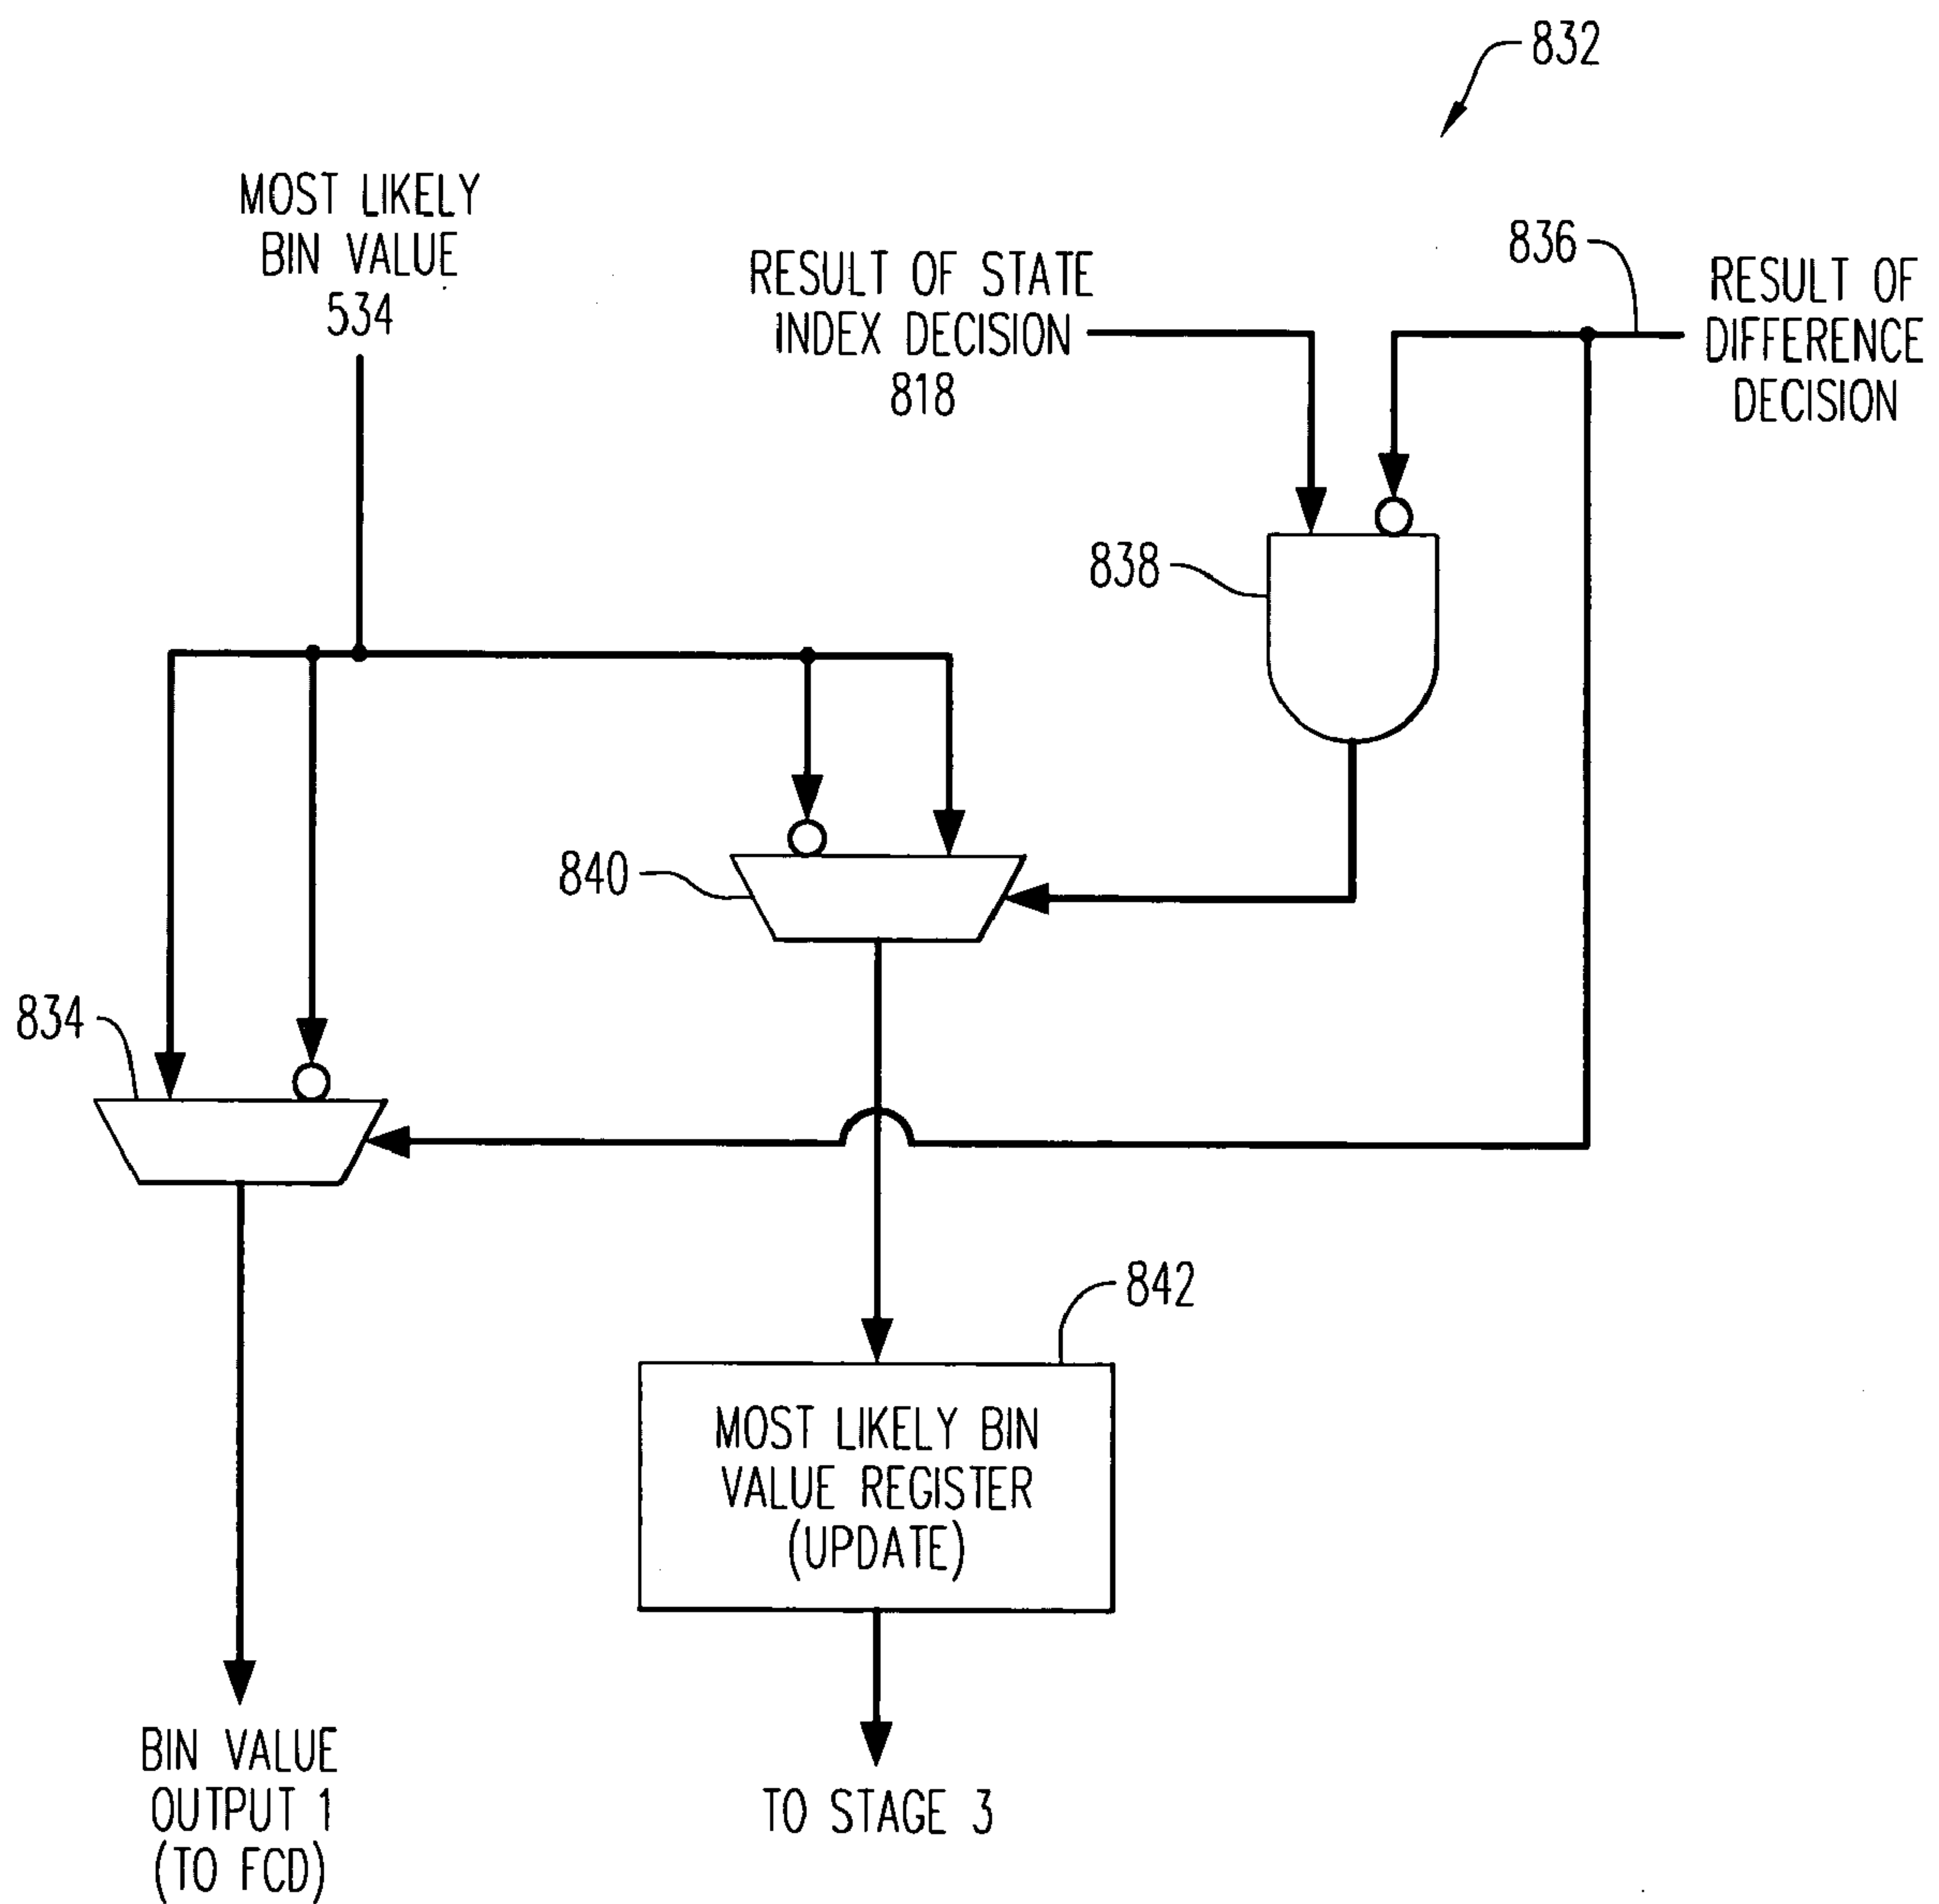 832
MOST LIKELY
BIN VALUE
534
RESULT OF STATE
INDEX DECISION
818
836
RESULT OF
DIFFERENCE
DECISION
838
840
834
842
MOST LIKELY BIN
VALUE REGISTER
(UPDATE)
BIN VALUE
OUTPUT 1
(TO FCD)
TO STAGE 3